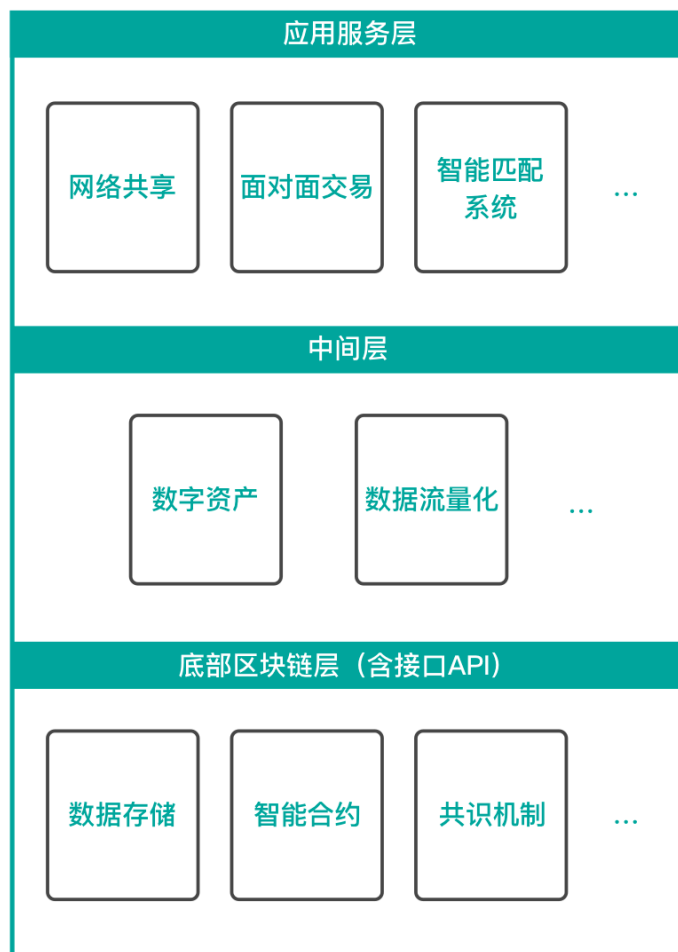 应用服务层
网络共享
面对面交易
智能匹配
系统
...
中间层
数字资产
数据流量化
...
底部区块链层（含接口API）
数据存储
智能合约
共识机制
...